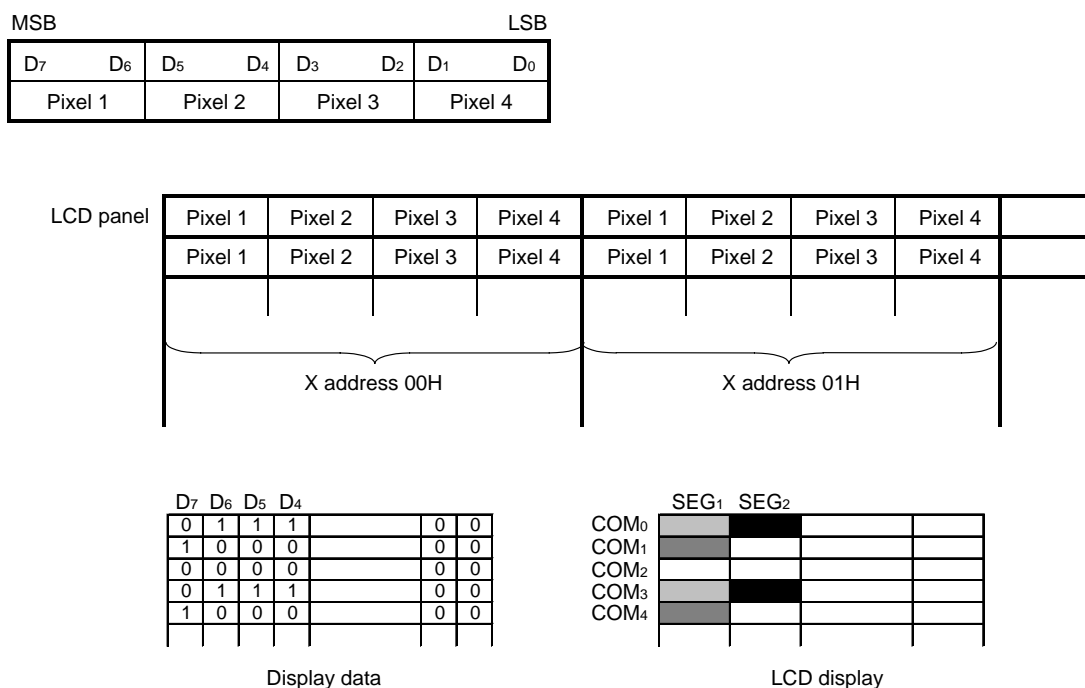 MSB LSB
D7 D6 D5 D4 D3 D2 D1 D0
Pixel 1 Pixel 2 Pixel 3 Pixel 4
LCD panel Pixel 1 Pixel 2 Pixel 3 Pixel 4 Pixel 1 Pixel 2 Pixel 3 Pixel 4
Pixel 1 Pixel 2 Pixel 3 Pixel 4 Pixel 1 Pixel 2 Pixel 3 Pixel 4
X address 00H X address 01H
D7 D6 D5 D4
0 1 1 1 0 0
1 0 0 0 0 0
0 0 0 0 0 0
0 1 1 1 0 0
1 0 0 0 0 0
Display data
SEG1 SEG2
COM0
COM1
COM2
COM3
COM4
LCD display